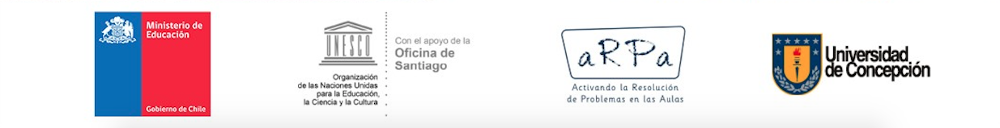 Ministerio de
Educación
Gobierno de Chile
UNESCO
Organización
de las Naciones Unidas
para la Educación,
la Ciencia y la Cultura
Con el apoyo de la
Oficina de
Santiago
aRPa
Activando la Resolución
de Problemas en las Aulas
Universidad
de Concepción